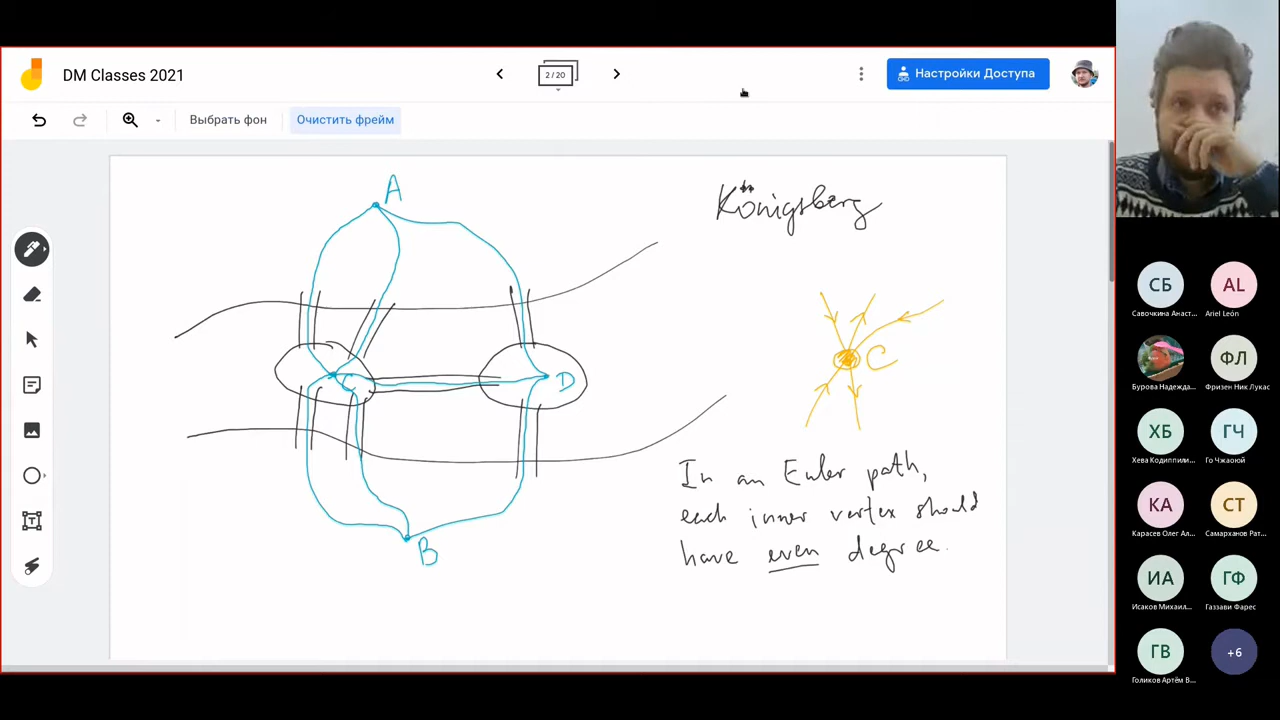 DM Classes 2021
2/20
Настройки Доступа
Выбрать фон
Очистить фрейм
A
Königsberg
C
D
C
B
In an Euler path,
each inner vertex should
have even degree.
СБ
AL
Савочкина Анаст...
Ariel León
ФЛ
Бурова Надежда...
Фризен Ник Лукас
ХБ
ГЧ
Хева Кодиппили...
Го Чжаоюй
КА
СТ
Карасев Олег Ал...
Самарханов Рат...
ИА
ГФ
Исаков Михаил...
Газзави Фарес
ГВ
+6
Голиков Артём В...